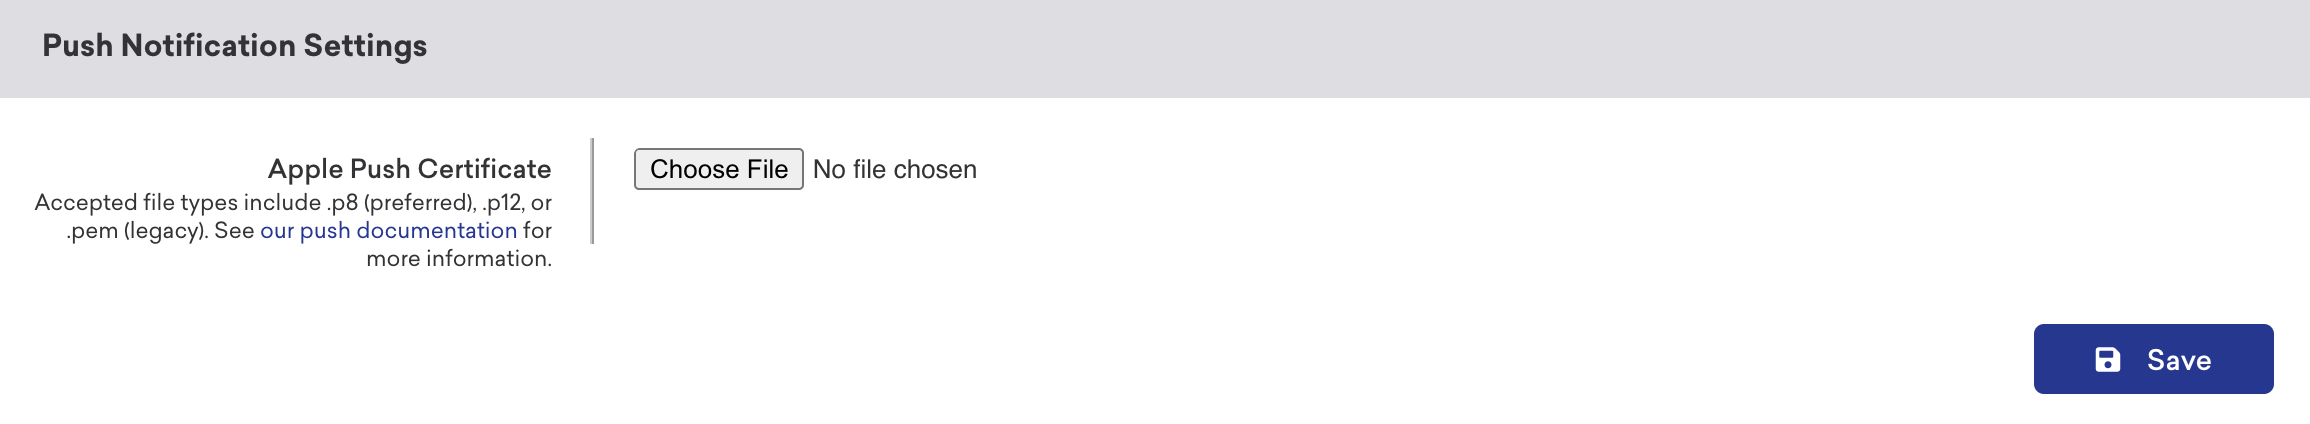 Push Notification Settings
Apple Push Certificate
Accepted file types include .p8 (preferred), .p12, or
.pem (legacy). See our push documentation for
more information.
Choose File No file chosen
Save